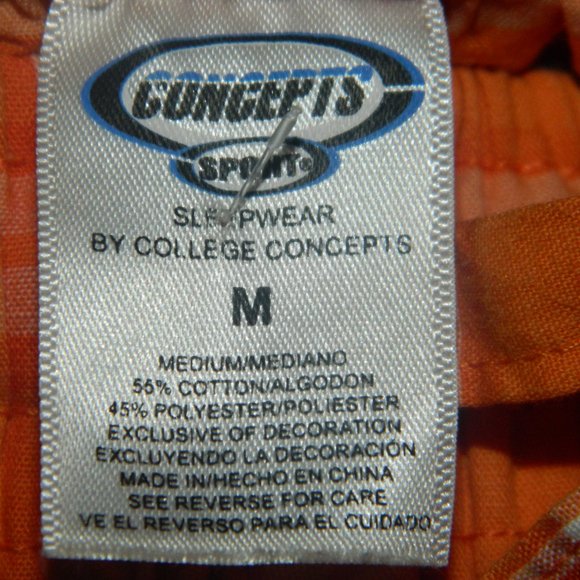 CONCEPTS
SPORT®
SLEEPWEAR
BY COLLEGE CONCEPTS
M
MEDIUM/MEDIANO
55% COTTON/ALGODON
45% POLYESTER/POLIESTER
EXCLUSIVE OF DECORATION
EXCLUYENDO LA DECORACIÓN
MADE IN/HECHO EN CHINA
SEE REVERSE FOR CARE
VE EL REVERSO PARA EL CUIDADO